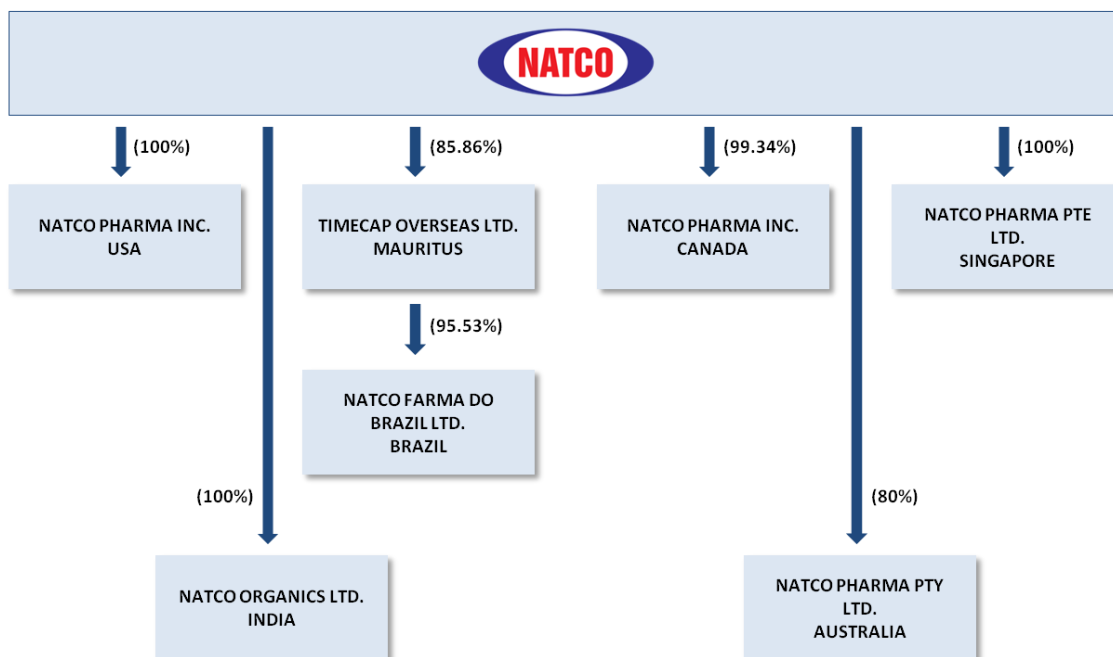 NATCO
(100%)
(85.86%)
(99.34%)
(100%)
NATCO PHARMA INC.
USA
TIMECAP OVERSEAS LTD.
MAURITUS
NATCO PHARMA INC.
CANADA
NATCO PHARMA PTE
LTD.
SINGAPORE
(95.53%)
NATCO FARMA DO
BRAZIL LTD.
BRAZIL
(100%)
(80%)
NATCO ORGANICS LTD.
INDIA
NATCO PHARMA PTY
LTD.
AUSTRALIA